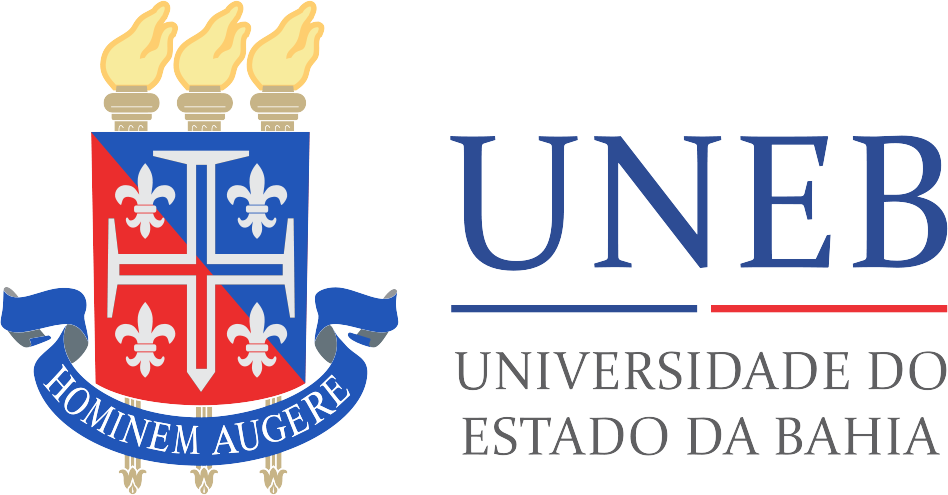 HOMINEM AUGERE
UNEB
UNIVERSIDADE DO
ESTADO DA BAHIA